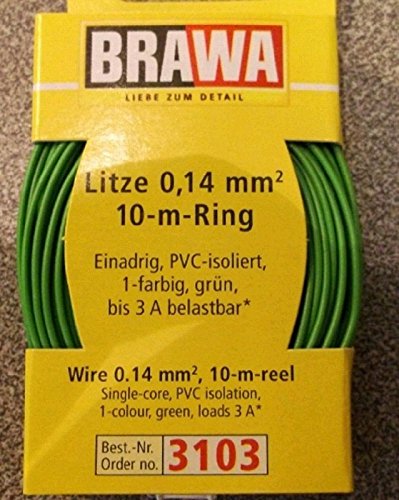 BRAWA
LIEBE ZUM DETAIL
Litze 0,14 mm²
10-m-Ring
Einadrig, PVC-isoliert,
1-farbig, grün,
bis 3 A belastbar*
Wire 0.14 mm², 10-m-reel
Single-core, PVC isolation,
1-colour, green, loads 3 A*
Best.-Nr.
Order no. 3103